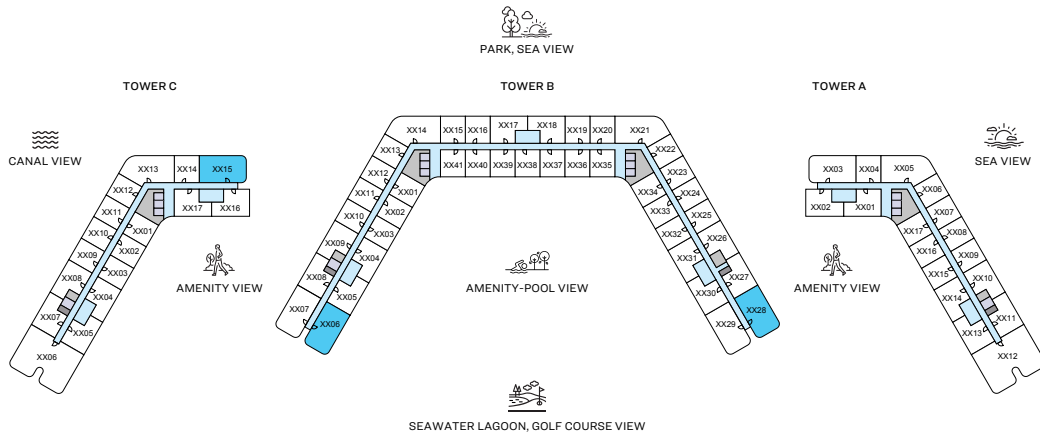 PARK, SEA VIEW
TOWER C
TOWER B
TOWER A
CANAL VIEW
SEA VIEW
XX13
XX14
XX15
XX12
XX11
XX10
XX09
XX08
XX07
XX06
XX17
XX16
XX01
XX02
XX03
XX04
XX05
AMENITY VIEW
XX14
XX15
XX16
XX17
XX18
XX19
XX20
XX21
XX13
XX12
XX11
XX10
XX09
XX08
XX07
XX06
XX41
XX40
XX39
XX38
XX37
XX36
XX35
XX01
XX02
XX03
XX04
XX05
XX22
XX23
XX24
XX25
XX26
XX27
XX28
XX34
XX33
XX32
XX31
XX30
XX29
AMENITY-POOL VIEW
XX03
XX04
XX05
XX02
XX01
XX06
XX07
XX08
XX09
XX10
XX11
XX12
XX17
XX16
XX15
XX14
XX13
AMENITY VIEW
SEAWATER LAGOON, GOLF COURSE VIEW